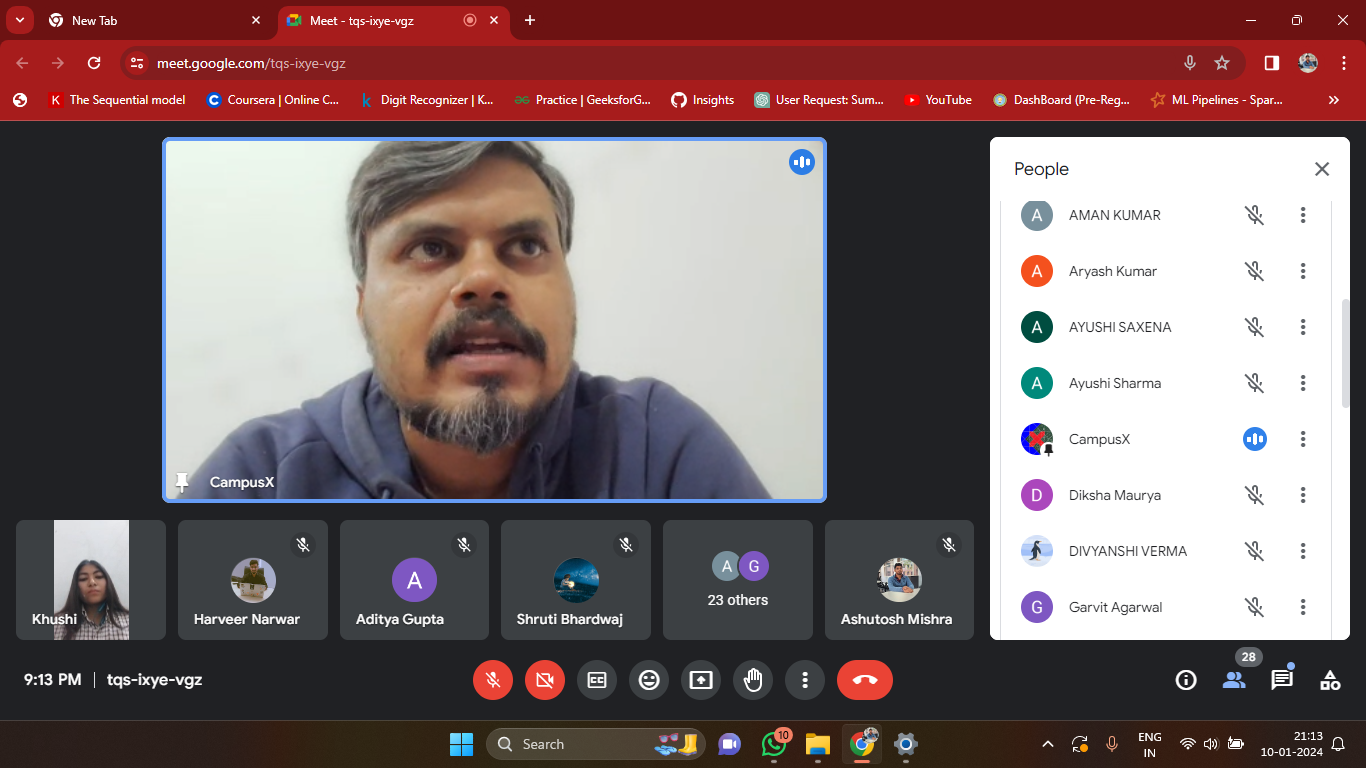 New Tab
Meet - tqs-ixye-vgz
meet.google.com/tqs-ixye-vgz
K The Sequential model
C Coursera | Online C...
k Digit Recognizer | K...
Practice | GeeksforG...
Insights
User Request: Sum...
YouTube
DashBoard (Pre-Reg...
ML Pipelines - Spar...
»
CampusX
People
A AMAN KUMAR
A Aryash Kumar
A AYUSHI SAXENA
A Ayushi Sharma
CampusX
D Diksha Maurya
DIVYANSHI VERMA
G Garvit Agarwal
Khushi
Harveer Narwar
A
Aditya Gupta
Shruti Bhardwaj
A G
23 others
Ashutosh Mishra
9:13 PM | tqs-ixye-vgz
28
Search
10
ENG
IN
21:13
10-01-2024